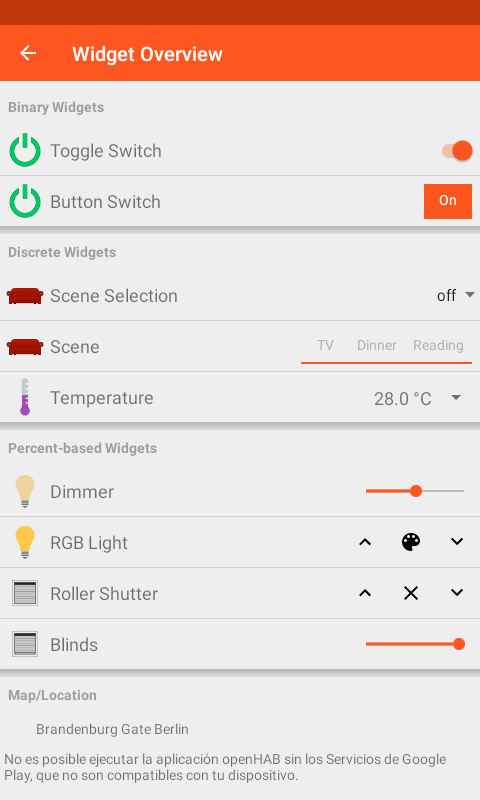 Widget Overview
Binary Widgets
Toggle Switch
Button Switch On
Discrete Widgets
Scene Selection off
Scene TV Dinner Reading
Temperature 28.0 °C
Percent-based Widgets
Dimmer
RGB Light
Roller Shutter
Blinds
Map/Location
Brandenburg Gate Berlin
No es posible ejecutar la aplicación openHAB sin los Servicios de Google
Play, que no son compatibles con tu dispositivo.